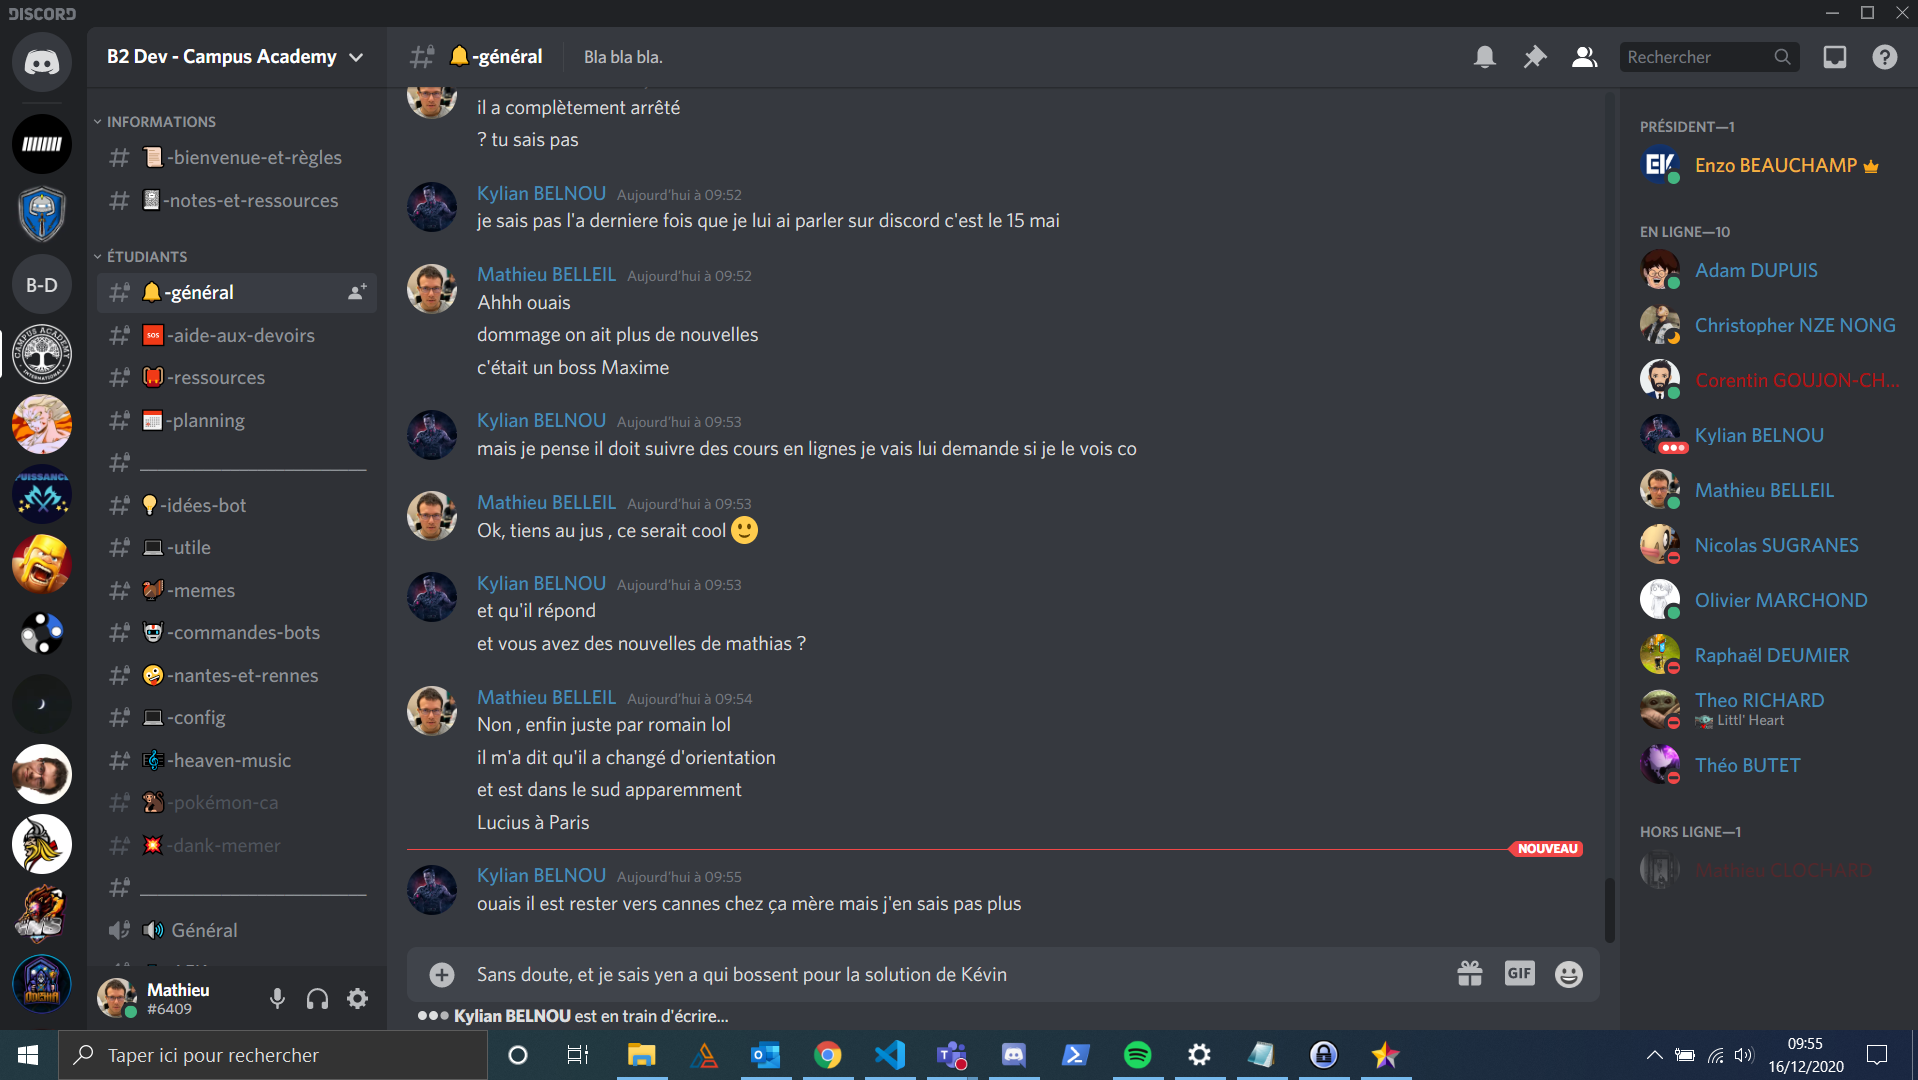 DISCORD
B2 Dev - Campus Academy
🔔-général
Bla bla bla.
Rechercher
INFORMATIONS
-bienvenue-et-règles
-notes-et-ressources
ÉTUDIANTS
-général
-aide-aux-devoirs
-ressources
-planning
-idées-bot
-utile
-memes
-commandes-bots
-nantes-et-rennes
-config
-heaven-music
-pokémon-ca
-dank-memer
Général
B-D
Mathieu
#6409
il a complètement arrêté
? tu sais pas
Kylian BELNOU Aujourd'hui à 09:52
je sais pas l'a derniere fois que je lui ai parler sur discord c'est le 15 mai
Mathieu BELLEIL Aujourd'hui à 09:52
Ahhh ouais
dommage on ait plus de nouvelles
c'était un boss Maxime
Kylian BELNOU Aujourd'hui à 09:53
mais je pense il doit suivre des cours en lignes je vais lui demande si je le vois co
Mathieu BELLEIL Aujourd'hui à 09:53
Ok, tiens au jus , ce serait cool 🙂
Kylian BELNOU Aujourd'hui à 09:53
et qu'il répond
et vous avez des nouvelles de mathias ?
Mathieu BELLEIL Aujourd'hui à 09:54
Non , enfin juste par romain lol
il m'a dit qu'il a changé d'orientation
et est dans le sud apparemment
Lucius à Paris
NOUVEAU
Kylian BELNOU Aujourd'hui à 09:55
ouais il est rester vers cannes chez ça mère mais j'en sais pas plus
Sans doute, et je sais yen a qui bossent pour la solution de Kévin
GIF
Kylian BELNOU est en train d'écrire...
PRÉSIDENT—1
Enzo BEAUCHAMP
EN LIGNE—10
Adam DUPUIS
Christopher NZE NONG
Corentin GOUJON-CH...
Kylian BELNOU
Mathieu BELLEIL
Nicolas SUGRANES
Olivier MARCHOND
Raphaël DEUMIER
Theo RICHARD
Littl' Heart
Théo BUTET
HORS LIGNE—1
Mathieu CLOCHARD
Taper ici pour rechercher
09:55
16/12/2020